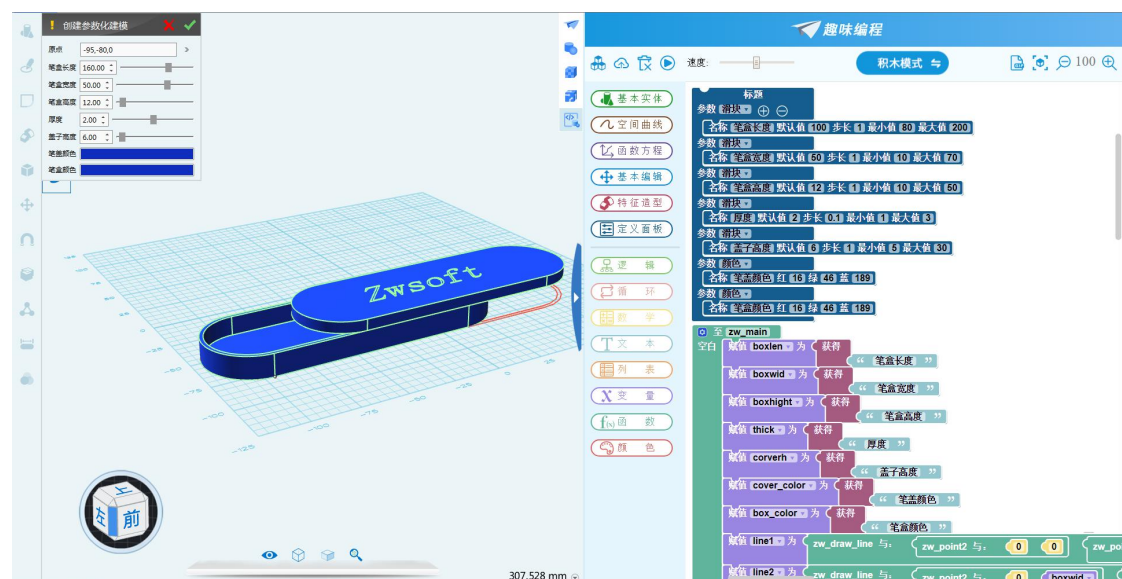 创建参数化建模
原点 -95,-80,0
笔盒长度 160.00
笔盒宽度 50.00
笔盒高度 12.00
厚度 2.00
盖子高度 6.00
笔盖颜色
笔盒颜色
Zwsoft
-25
-50
-75
-100
-125
-100
-75
-50
-25
0
25
上
左
前
307.528 mm
趣味编程
速度:
积木模式
100
基本实体
空间曲线
函数方程
基本编辑
特征造型
定义面板
逻 辑
循 环
数 学
文 本
列 表
变 量
f(x) 函 数
颜 色
标题
参数 滑块
名称 笔盒长度 默认值 100 步长 1 最小值 80 最大值 200
参数 滑块
名称 笔盒宽度 默认值 50 步长 1 最小值 10 最大值 70
参数 滑块
名称 笔盒高度 默认值 12 步长 1 最小值 10 最大值 50
参数 滑块
名称 厚度 默认值 2 步长 0.1 最小值 1 最大值 3
参数 滑块
名称 盖子高度 默认值 6 步长 1 最小值 5 最大值 30
参数 颜色
名称 笔盖颜色 红 16 绿 46 蓝 189
参数 颜色
名称 笔盒颜色 红 16 绿 46 蓝 189
至 zw_main
空白 赋值 boxlen 为 获得
“ 笔盒长度 ”
赋值 boxwid 为 获得
“ 笔盒宽度 ”
赋值 boxhight 为 获得
“ 笔盒高度 ”
赋值 thick 为 获得
“ 厚度 ”
赋值 corverh 为 获得
“ 盖子高度 ”
赋值 cover_color 为 获得
“ 笔盖颜色 ”
赋值 box_color 为 获得
“ 笔盒颜色 ”
赋值 line1 为 zw_draw_line 与: zw_point2 与: 0 0 zw_po
赋值 line2 为 zw_draw_line 与: zw_point2 与: 0 boxwid